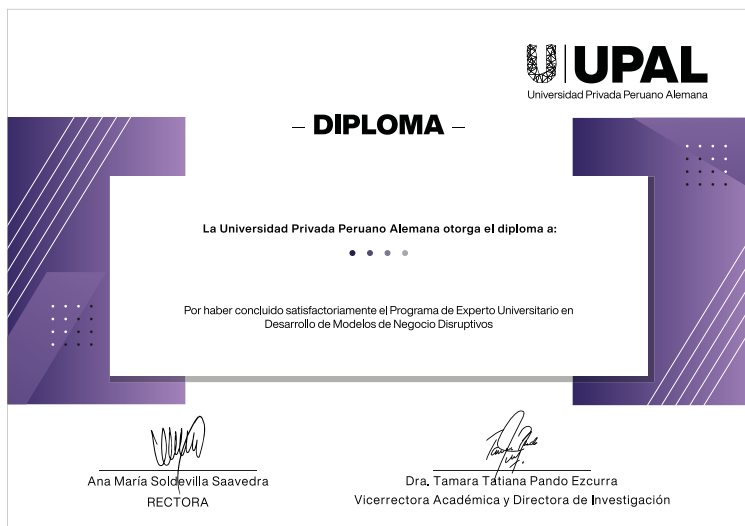 UPAL
Universidad Privada Peruano Alemana
– DIPLOMA –
La Universidad Privada Peruano Alemana otorga el diploma a:
Por haber concluido satisfactoriamente el Programa de Experto Universitario en
Desarrollo de Modelos de Negocio Disruptivos
Ana María Soldevilla Saavedra
RECTORA
Dra. Tamara Tatiana Pando Ezcurra
Vicerrectora Académica y Directora de Investigación